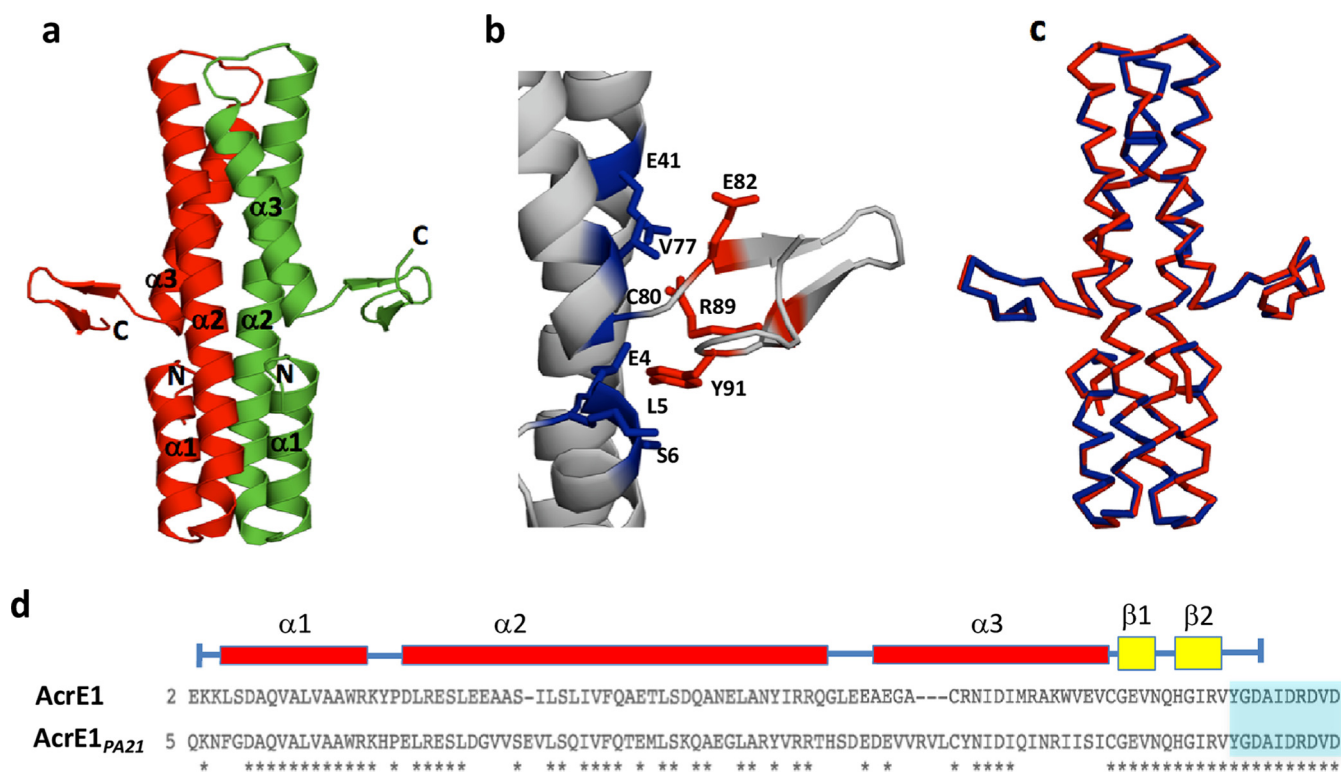 a
b
c
α3
α3
α2
α2
C
C
N
N
α1
α1
E41
E82
V77
C80
R89
E4
Y91
L5
S6
d
α1 α2 α3 β1 β2
AcrE1 2 EKKLSDAQVALVAAWRKYPDLRESLEEAAS-ILSLIVFQAETLSDQANELANYIRRQGLEEAEGA---CRNIDIMRAKWVEVCGEVNQHGIRVYGDAIDRDVD
AcrE1PA21 5 QKNFGDAQVALVAAWRKHPELRESLDGVVSEVLSQIVFQTEMLSKQAEGLARYVRRTHSDEDEVVRVLCYNIDIQINRIISICGEVNQHGIRVYGDAIDRDVD
* ************ * ***** * ** **** * ** ** ** * ** * * * **** *********************